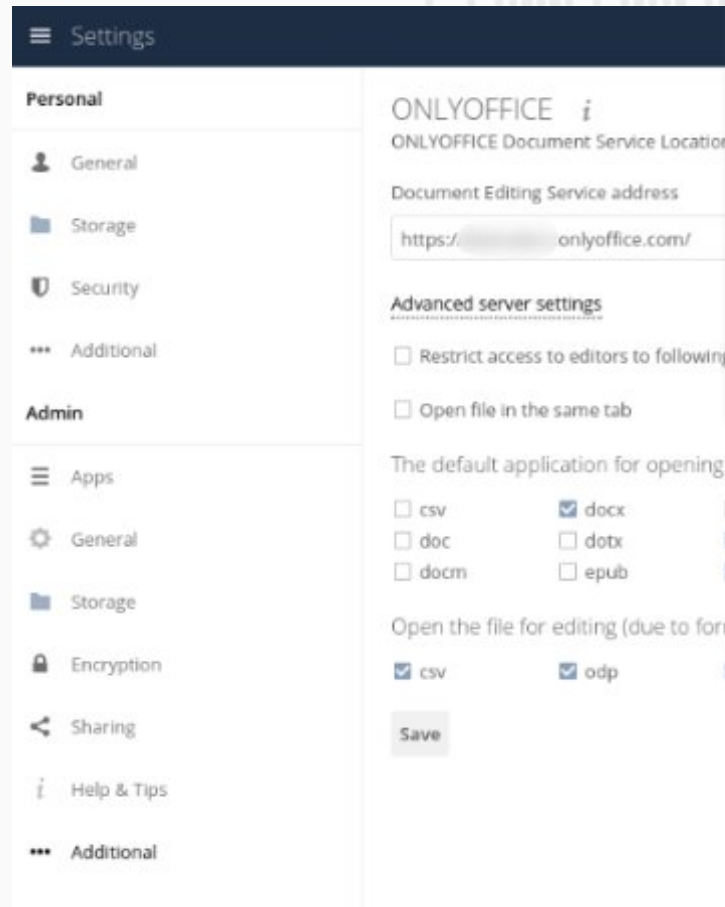 Settings
Personal
General
Storage
Security
Additional
Admin
Apps
General
Storage
Encryption
Sharing
Help & Tips
Additional
ONLYOFFICE i
ONLYOFFICE Document Service Location
Document Editing Service address
https:/ onlyoffice.com/
Advanced server settings
Restrict access to editors to following
Open file in the same tab
The default application for opening
csv docx
doc dotx
docm epub
Open the file for editing (due to for
csv odp
Save